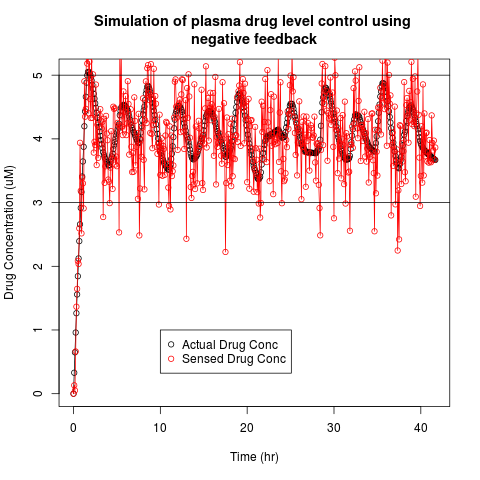 Simulation of plasma drug level control using
negative feedback
Drug Concentration (uM)
5
4
3
2
1
0
Actual Drug Conc
Sensed Drug Conc
0 10 20 30 40
Time (hr)